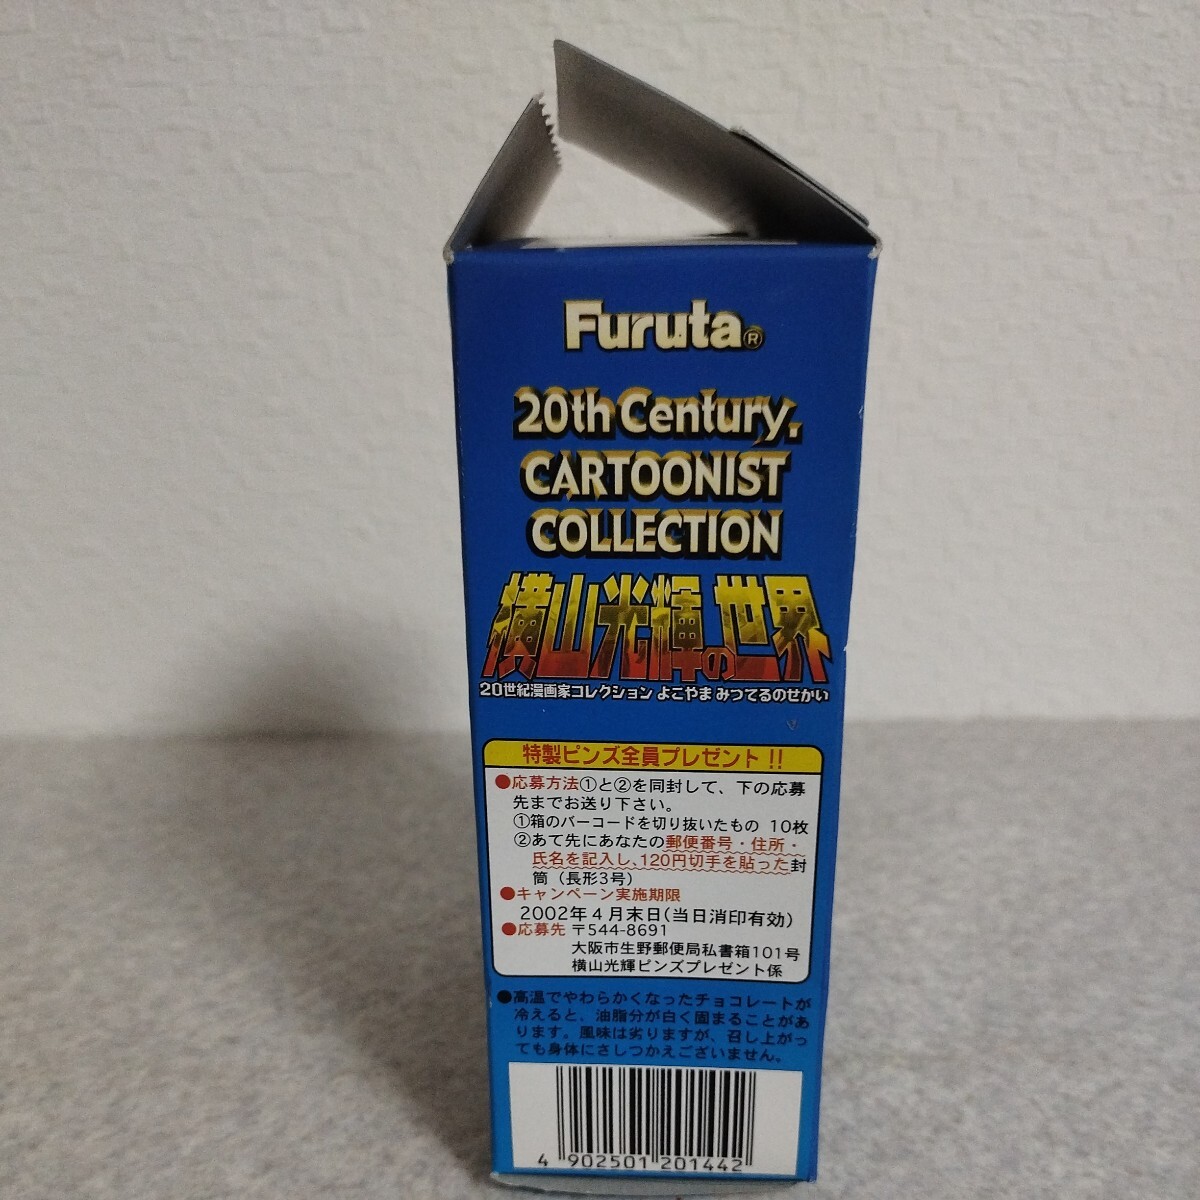 Furuta®
20th Century.
CARTOONIST
COLLECTION
横山光輝の世界
20世紀漫画家コレクション よこやま みつてるのせかい
特製ピンズ全員プレゼント!!
●応募方法①と②を同封して、下の応募
先までお送り下さい。
①箱のバーコードを切り抜いたもの 10枚
②あて先にあなたの郵便番号・住所・
氏名を記入し、120円切手を貼った封
筒（長形3号）
●キャンペーン実施期限
2002年4月末日(当日消印有効)
●応募先 〒544-8691
大阪市生野郵便局私書箱101号
横山光輝ピンズプレゼント係
●高温でやわらかくなったチョコレートが
冷えると、油脂分が白く固まることがあ
ります。風味は劣りますが、召し上がっ
ても身体にさしつかえございません。
4 902501 201442